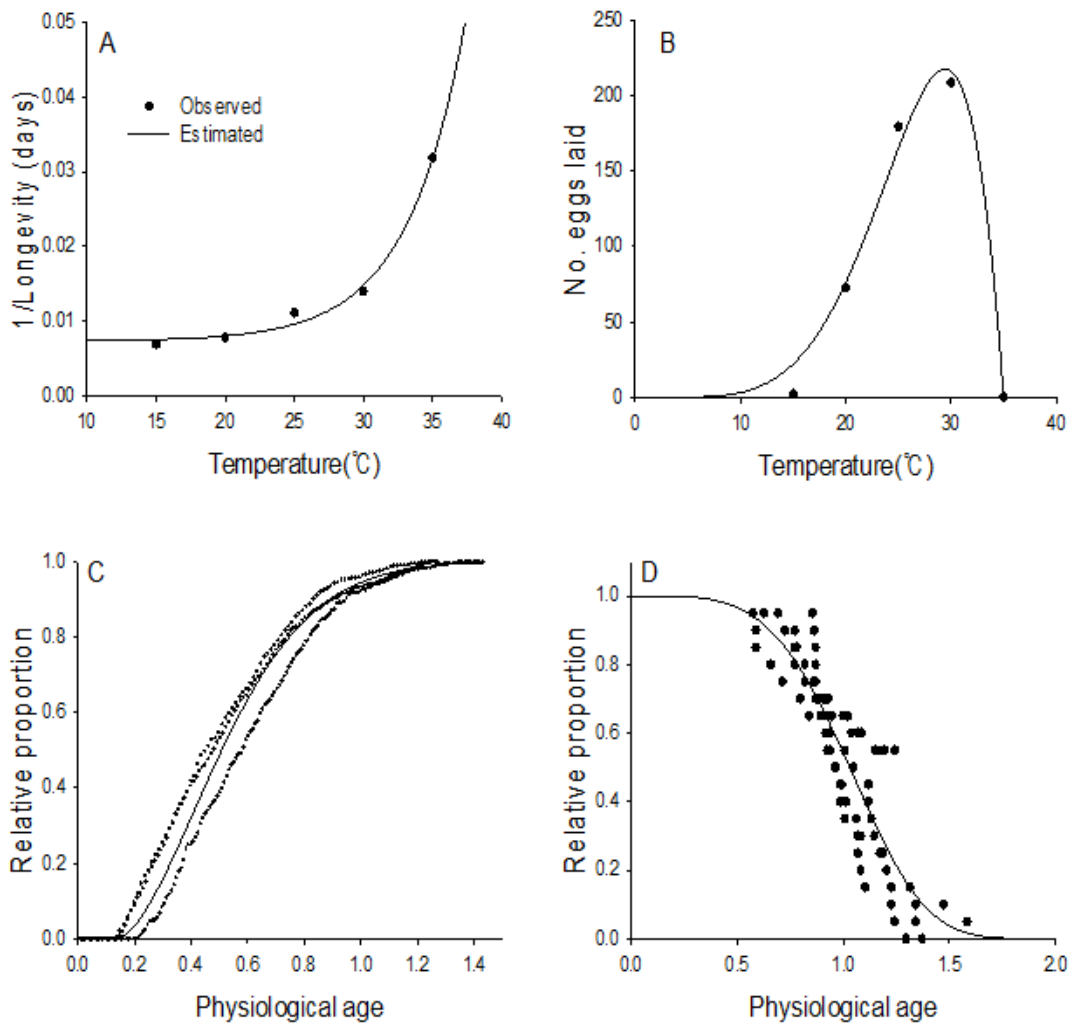 A
Observed
Estimated
0.05
0.04
0.03
0.02
0.01
0.00
1/Longevity (days)
10 15 20 25 30 35 40
Temperature(℃)
B
250
200
150
100
50
0
No. eggs laid
0 10 20 30 40
Temperature(℃)
C
1.0
0.8
0.6
0.4
0.2
0.0
Relative proportion
0.0 0.2 0.4 0.6 0.8 1.0 1.2 1.4
Physiological age
D
1.0
0.8
0.6
0.4
0.2
0.0
Relative proportion
0.0 0.5 1.0 1.5 2.0
Physiological age